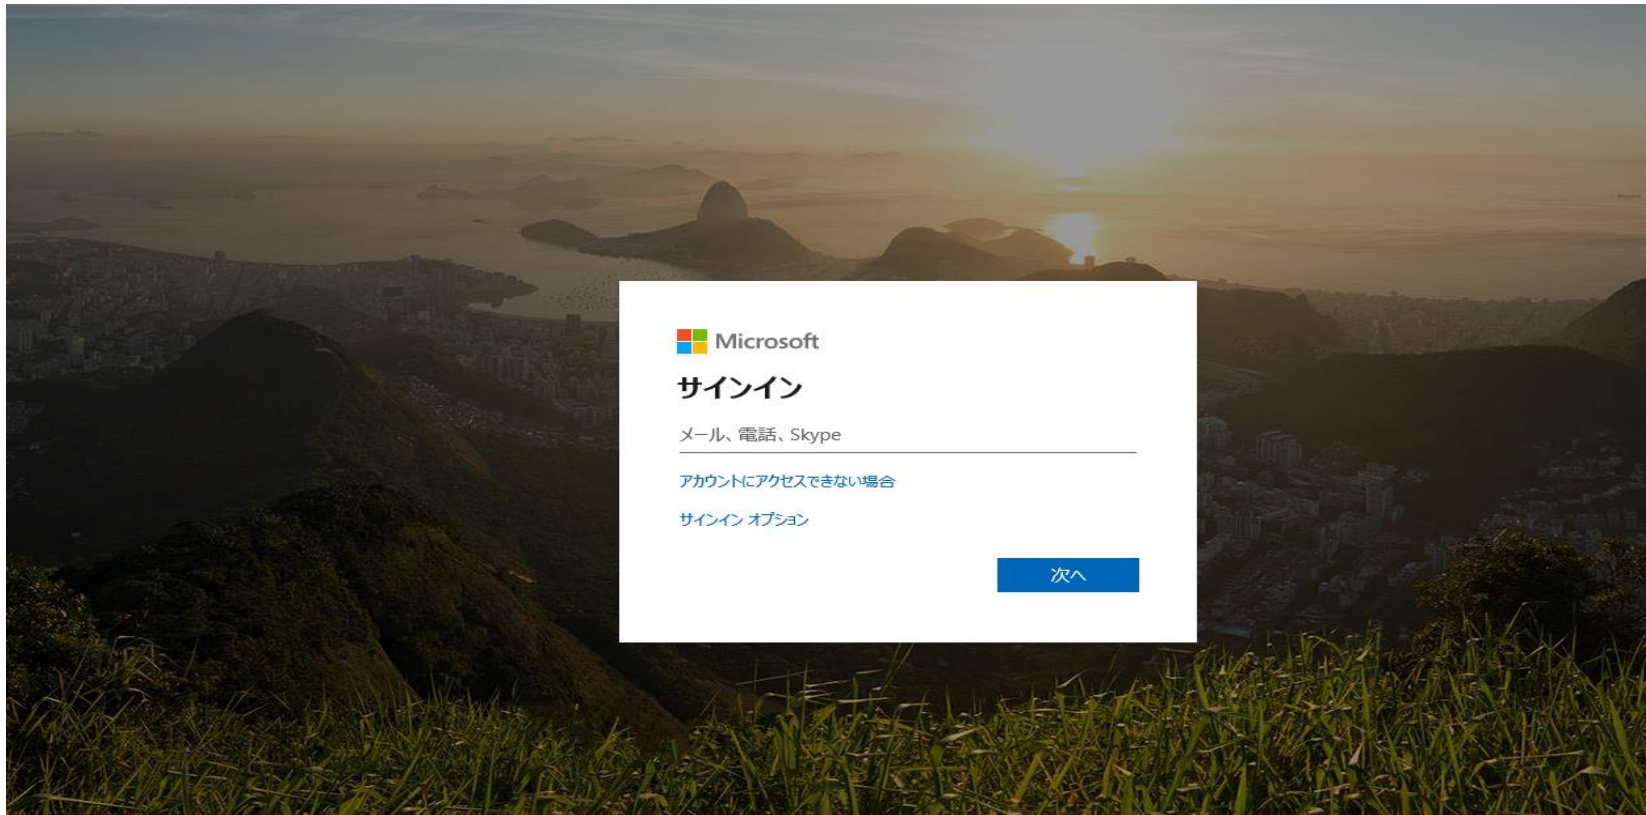 Microsoft
サインイン
メール、電話、Skype
アカウントにアクセスできない場合
サインイン オプション
次へ